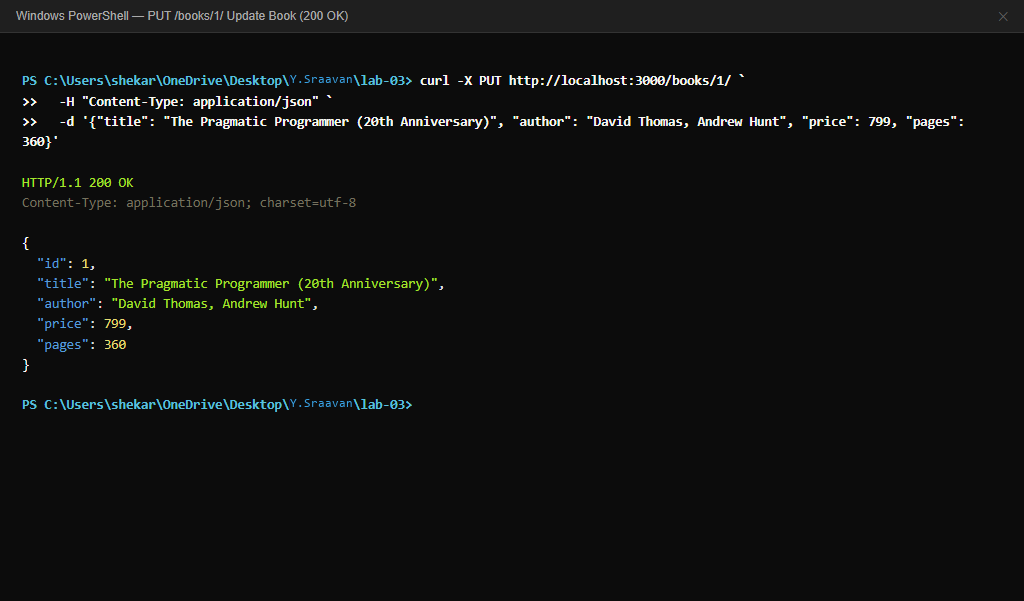 Windows PowerShell — PUT /books/1/ Update Book (200 OK)
PS C:\Users\shekar\OneDrive\Desktop\Y.Sraavan\lab-03> curl -X PUT http://localhost:3000/books/1/ `
>>   -H "Content-Type: application/json" `
>>   -d '{"title": "The Pragmatic Programmer (20th Anniversary)", "author": "David Thomas, Andrew Hunt", "price": 799, "pages":
360}'
HTTP/1.1 200 OK
Content-Type: application/json; charset=utf-8
{
  "id": 1,
  "title": "The Pragmatic Programmer (20th Anniversary)",
  "author": "David Thomas, Andrew Hunt",
  "price": 799,
  "pages": 360
}
PS C:\Users\shekar\OneDrive\Desktop\Y.Sraavan\lab-03>